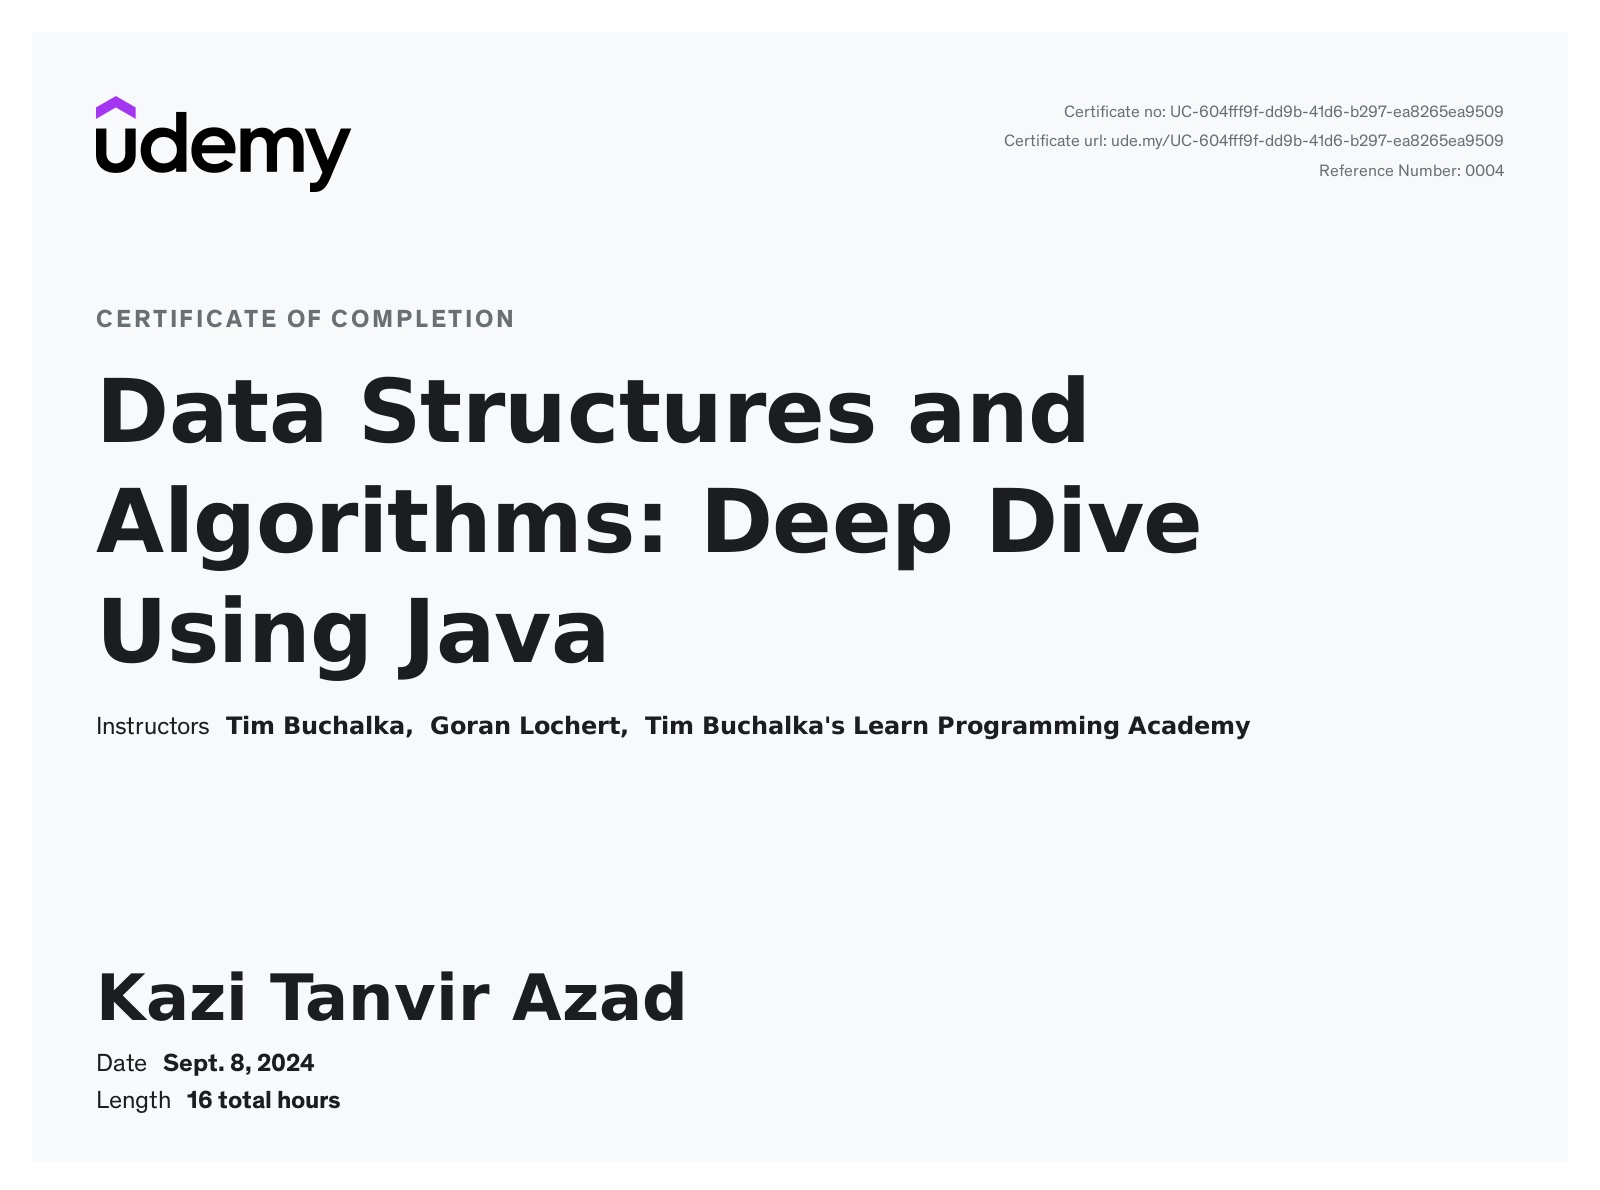 udemy
Certificate no: UC-604fff9f-dd9b-41d6-b297-ea8265ea9509
Certificate url: ude.my/UC-604fff9f-dd9b-41d6-b297-ea8265ea9509
Reference Number: 0004
CERTIFICATE OF COMPLETION
Data Structures and
Algorithms: Deep Dive
Using Java
Instructors Tim Buchalka, Goran Lochert, Tim Buchalka's Learn Programming Academy
Kazi Tanvir Azad
Date Sept. 8, 2024
Length 16 total hours